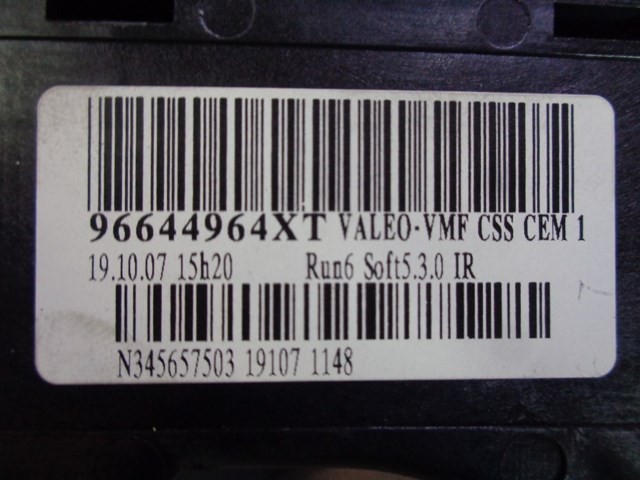 96644964XT VALEO-VMF CSS CEM 1
19.10.07 15h20 Run6 Soft5.3.0 IR
N345657503 19107 1148